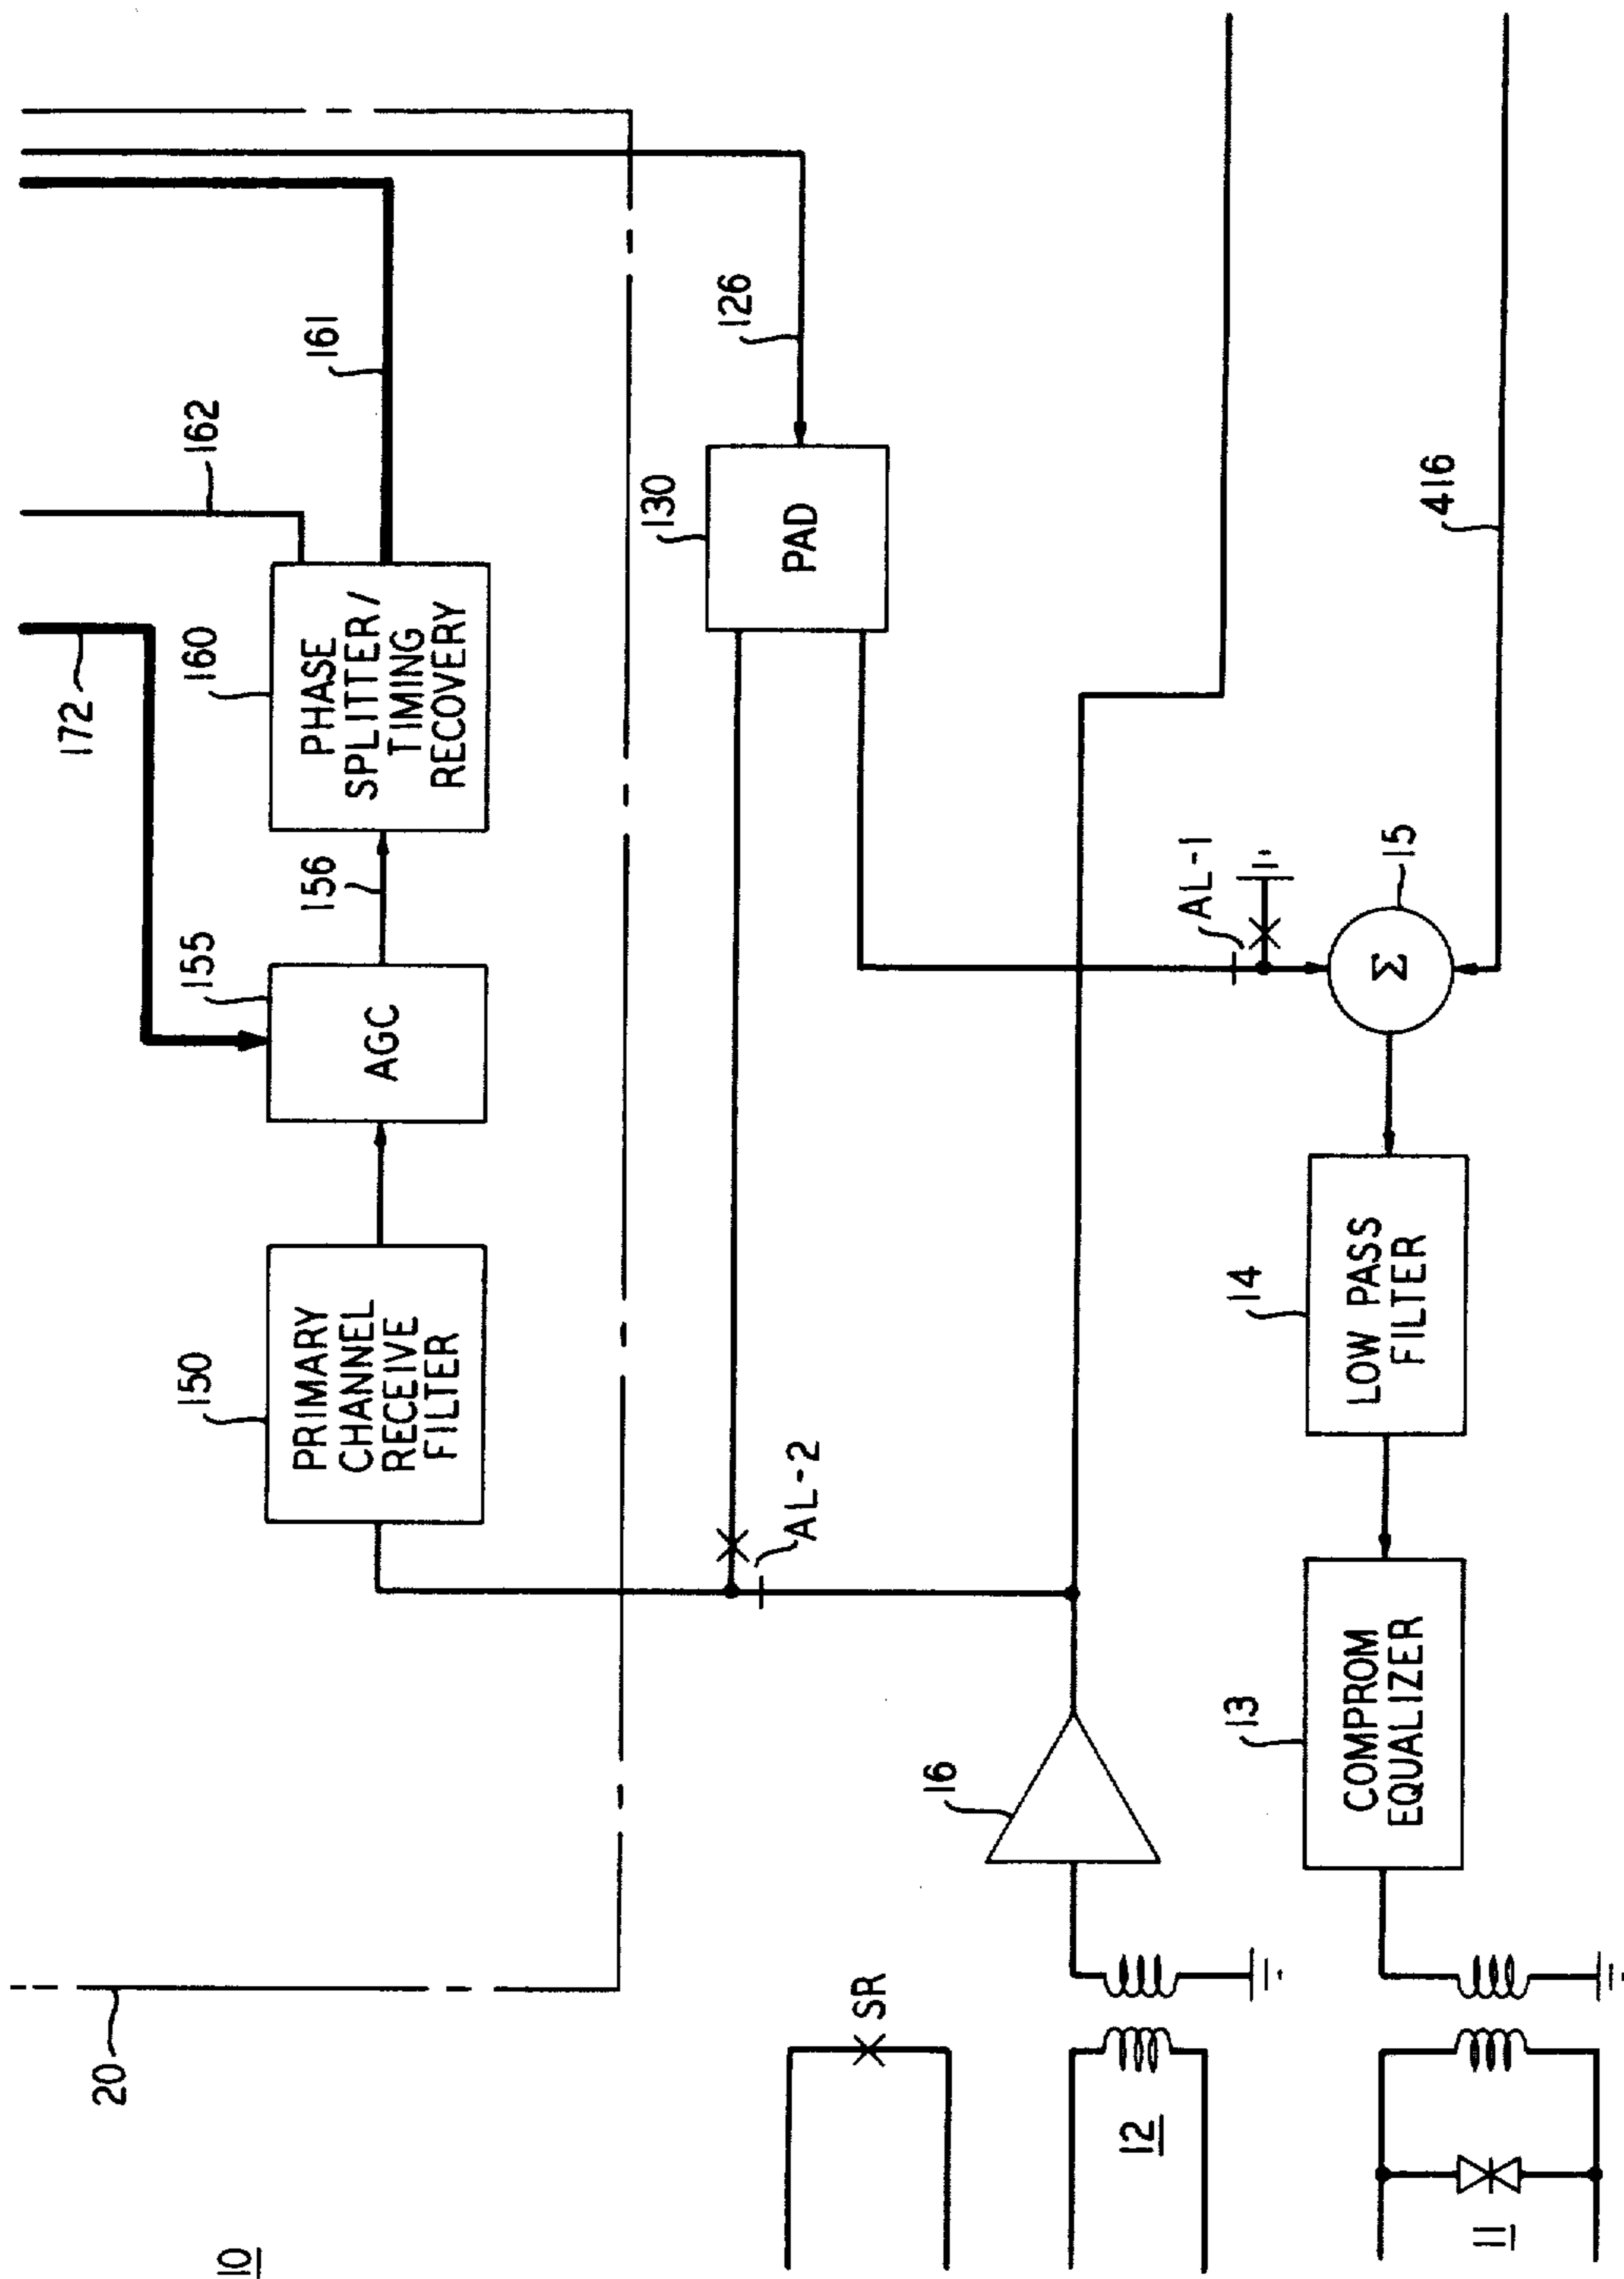 10
20
172
162
161
150
PRIMARY
CHANNEL
RECEIVE
FILTER
155
AGC
156
160
PHASE
SPLITTER/
TIMING
RECOVERY
126
130
PAD
AL-2
SR
12
16
AL-1
15
Σ
416
14
LOW PASS
FILTER
13
COMPROM
EQUALIZER
11